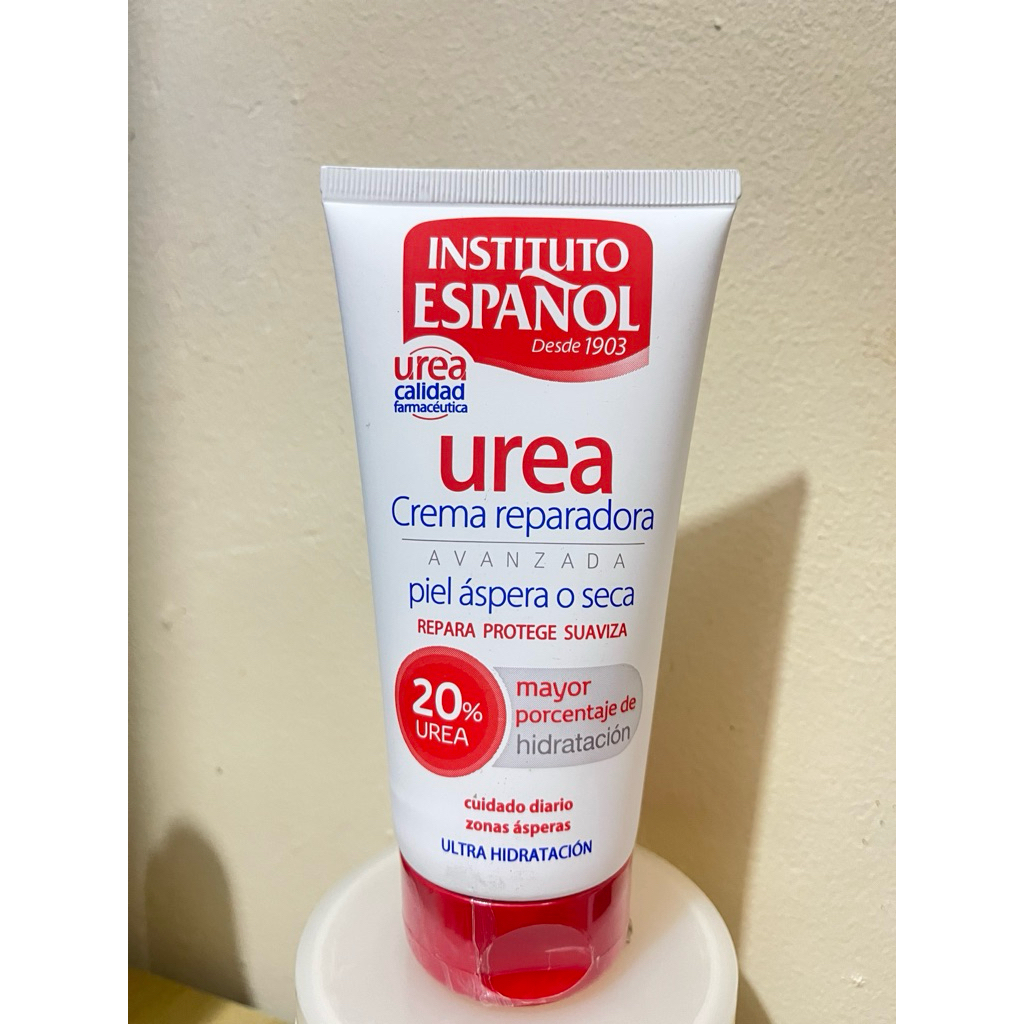 INSTITUTO
ESPAÑOL
Desde 1903
urea
calidad
farmacéutica
urea
Crema reparadora
AVANZADA
piel áspera o seca
REPARA PROTEGE SUAVIZA
20%
UREA
mayor
porcentaje de
hidratación
cuidado diario
zonas ásperas
ULTRA HIDRATACIÓN